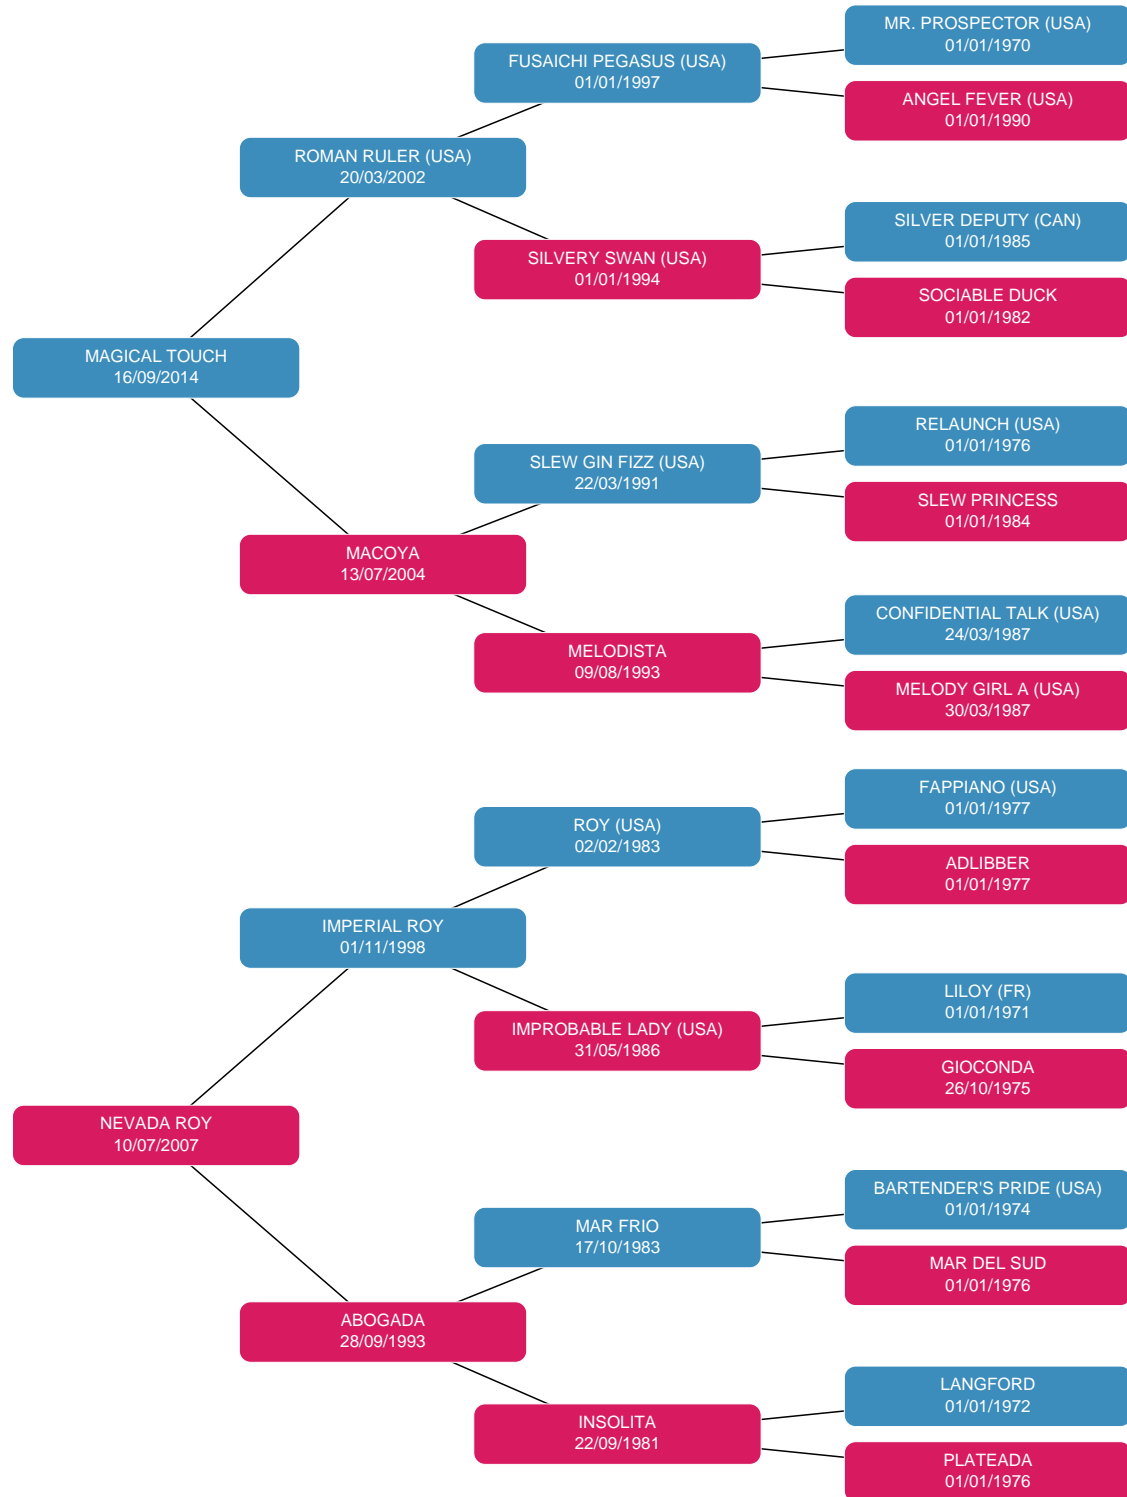 MR. PROSPECTOR (USA)
01/01/1970
FUSAICHI PEGASUS (USA)
01/01/1997
ANGEL FEVER (USA)
01/01/1990
ROMAN RULER (USA)
20/03/2002
SILVER DEPUTY (CAN)
01/01/1985
SILVERY SWAN (USA)
01/01/1994
SOCIABLE DUCK
01/01/1982
MAGICAL TOUCH
16/09/2014
RELAUNCH (USA)
01/01/1976
SLEW GIN FIZZ (USA)
22/03/1991
SLEW PRINCESS
01/01/1984
MACOYA
13/07/2004
CONFIDENTIAL TALK (USA)
24/03/1987
MELODISTA
09/08/1993
MELODY GIRL A (USA)
30/03/1987
FAPPIANO (USA)
01/01/1977
ROY (USA)
02/02/1983
ADLIBBER
01/01/1977
IMPERIAL ROY
01/11/1998
LILOY (FR)
01/01/1971
IMPROBABLE LADY (USA)
31/05/1986
GIOCONDA
26/10/1975
NEVADA ROY
10/07/2007
BARTENDER'S PRIDE (USA)
01/01/1974
MAR FRIO
17/10/1983
MAR DEL SUD
01/01/1976
ABOGADA
28/09/1993
LANGFORD
01/01/1972
INSOLITA
22/09/1981
PLATEADA
01/01/1976